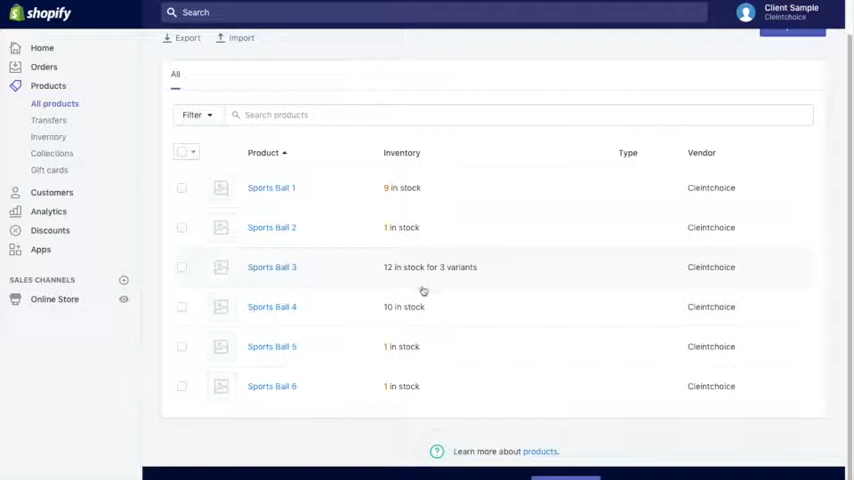 shopify
Search
Client Sample
Cleintchoice
Export
Import
Home
Orders
Products
All products
Transfers
Inventory
Collections
Gift cards
Customers
Analytics
Discounts
Apps
SALES CHANNELS
Online Store
All
Filter
Search products
Product Inventory Type Vendor
Sports Ball 1 9 in stock Cleintchoice
Sports Ball 2 1 in stock Cleintchoice
Sports Ball 3 12 in stock for 3 variants Cleintchoice
Sports Ball 4 10 in stock Cleintchoice
Sports Ball 5 1 in stock Cleintchoice
Sports Ball 6 1 in stock Cleintchoice
? Learn more about products.